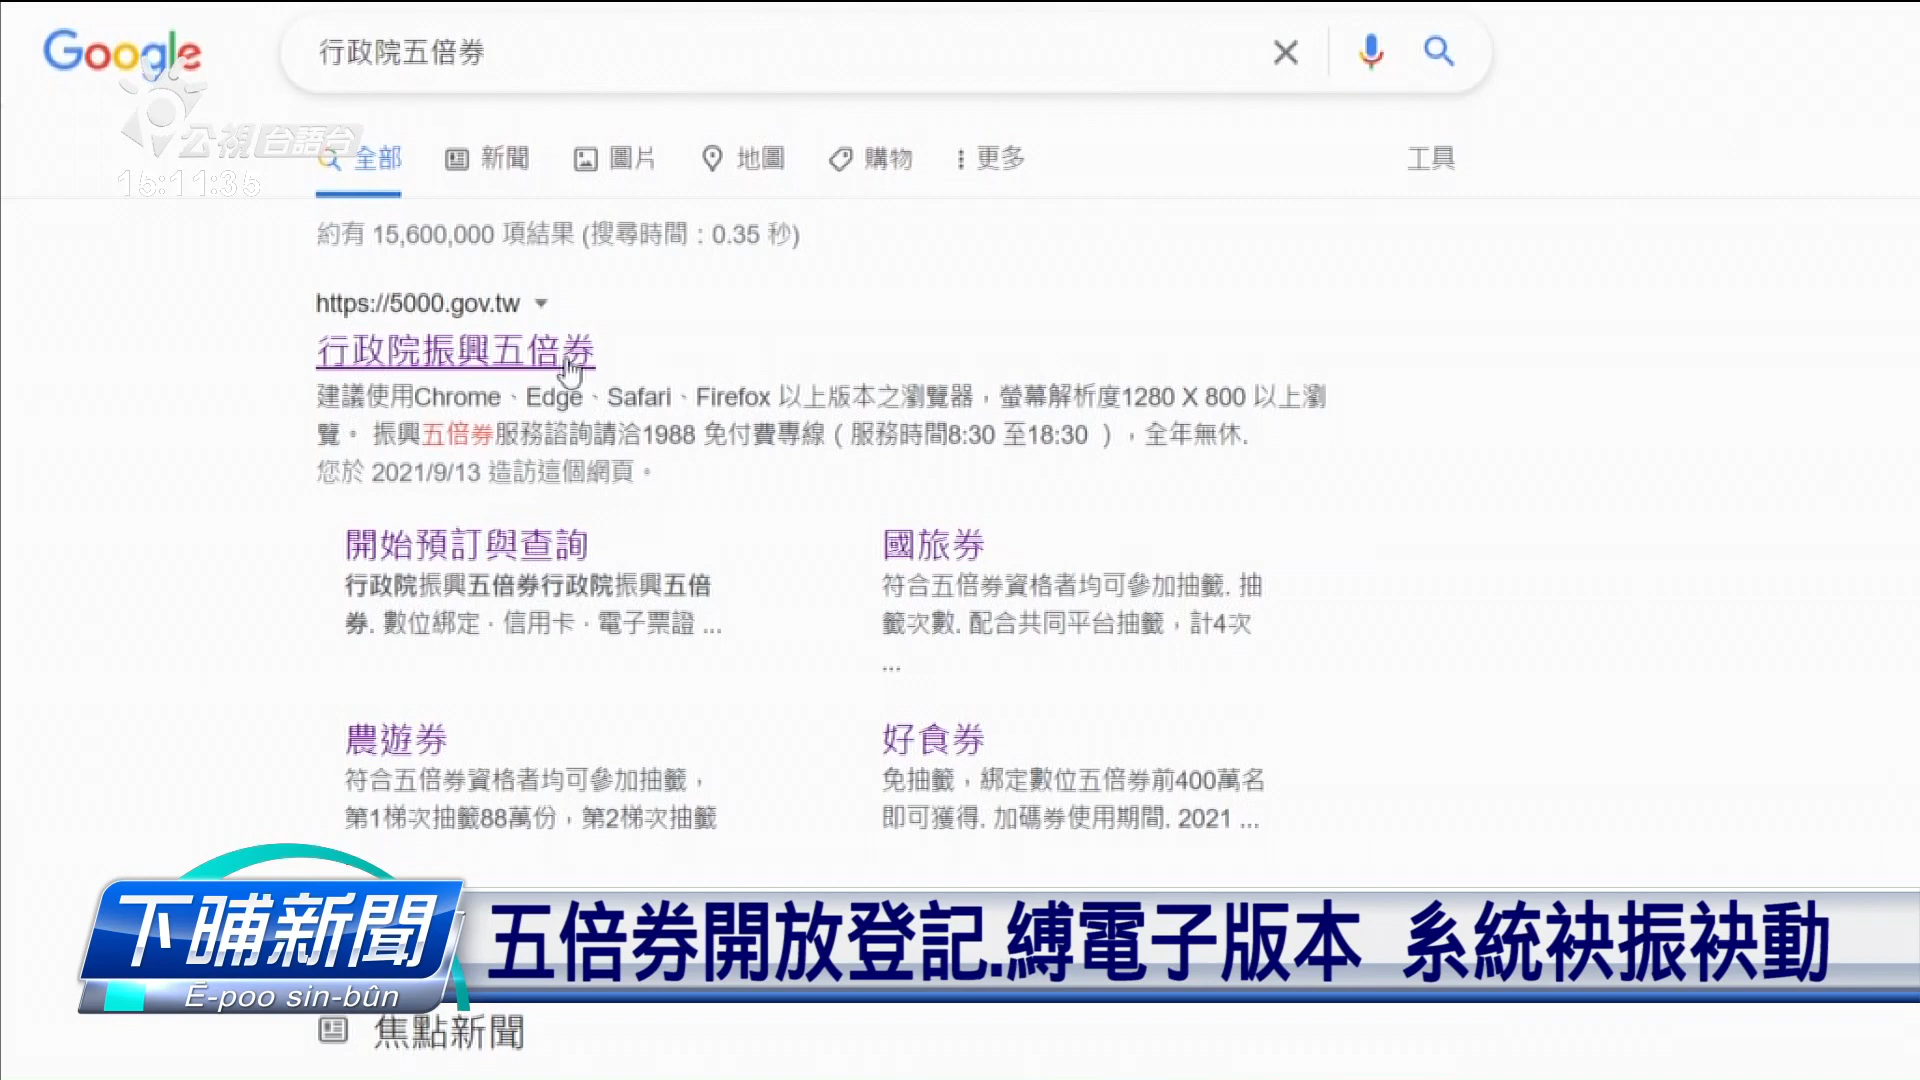 Google
行政院五倍券
公視台語台
全部
新聞
圖片
地圖
購物
更多
工具
15:11:35
約有 15,600,000 項結果 (搜尋時間：0.35 秒)
https://5000.gov.tw
行政院振興五倍券
建議使用Chrome、Edge、Safari、Firefox 以上版本之瀏覽器，螢幕解析度1280 X 800 以上瀏
覽。 振興五倍券服務諮詢請洽1988 免付費專線（服務時間8:30 至18:30 ），全年無休.
您於 2021/9/13 造訪這個網頁。
開始預訂與查詢
行政院振興五倍券行政院振興五倍
券. 數位綁定 · 信用卡 · 電子票證 ...
國旅券
符合五倍券資格者均可參加抽籤. 抽
籤次數. 配合共同平台抽籤，計4次
...
農遊券
符合五倍券資格者均可參加抽籤，
第1梯次抽籤88萬份，第2梯次抽籤
好食券
免抽籤，綁定數位五倍券前400萬名
即可獲得. 加碼券使用期間. 2021 ...
下晡新聞
Ē-poo sin-bûn
五倍券開放登記.縛電子版本 系統袂振袂動
焦點新聞